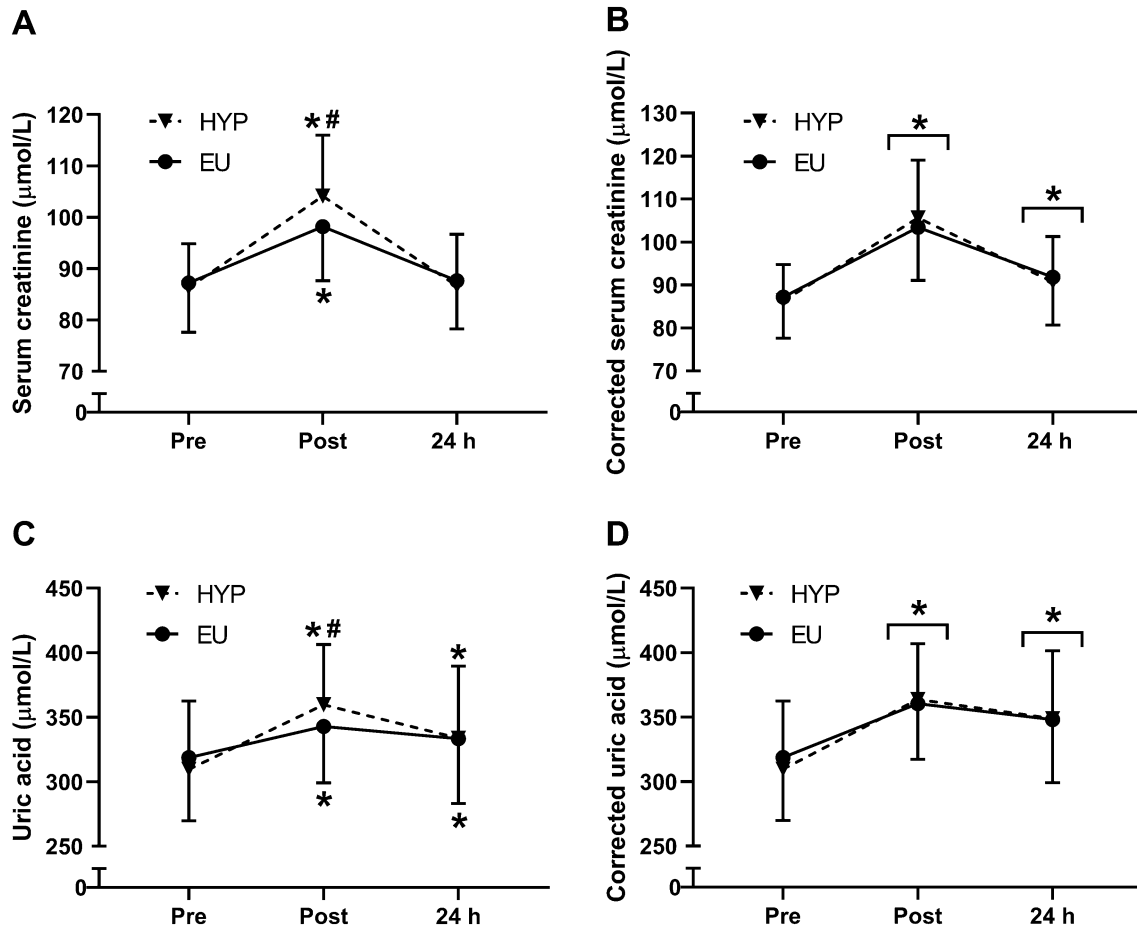 A
Serum creatinine (μmol/L)
120
110
100
90
80
70
0
HYP
EU
*#
*
Pre
Post
24 h
B
Corrected serum creatinine (μmol/L)
130
120
110
100
90
80
70
0
HYP
EU
*
*
Pre
Post
24 h
C
Uric acid (μmol/L)
450
400
350
300
250
0
HYP
EU
*#
*
*
*
Pre
Post
24 h
D
Corrected uric acid (μmol/L)
450
400
350
300
250
0
HYP
EU
*
*
Pre
Post
24 h